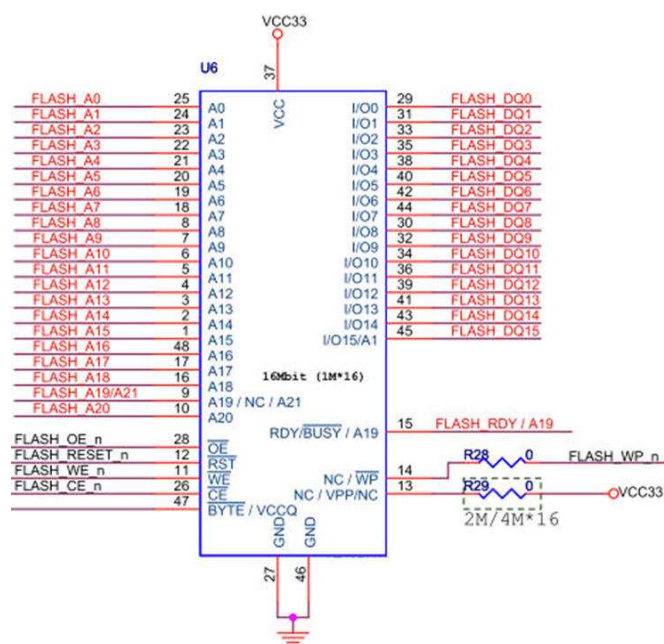 VCC33
U6
37
VCC
FLASH_A0 25 A0 I/O0 29 FLASH_DQ0
FLASH_A1 24 A1 I/O1 31 FLASH_DQ1
FLASH_A2 23 A2 I/O2 33 FLASH_DQ2
FLASH_A3 22 A3 I/O3 35 FLASH_DQ3
FLASH_A4 21 A4 I/O4 38 FLASH_DQ4
FLASH_A5 20 A5 I/O5 40 FLASH_DQ5
FLASH_A6 19 A6 I/O6 42 FLASH_DQ6
FLASH_A7 18 A7 I/O7 44 FLASH_DQ7
FLASH_A8 8 A8 I/O8 30 FLASH_DQ8
FLASH_A9 7 A9 I/O9 32 FLASH_DQ9
FLASH_A10 6 A10 I/O10 34 FLASH_DQ10
FLASH_A11 5 A11 I/O11 36 FLASH_DQ11
FLASH_A12 4 A12 I/O12 39 FLASH_DQ12
FLASH_A13 3 A13 I/O13 41 FLASH_DQ13
FLASH_A14 2 A14 I/O14 43 FLASH_DQ14
FLASH_A15 1 A15 I/O15/A1 45 FLASH_DQ15
FLASH_A16 48 A16
FLASH_A17 17 A17
FLASH_A18 16 A18 16Mbit (1M*16)
FLASH_A19/A21 9 A19 / NC / A21
FLASH_A20 10 A20
RDY/BUSY / A19 15 FLASH_RDY / A19
FLASH_OE_n 28 OE
FLASH_RESET_n 12 RST
FLASH_WE_n 11 WE NC / WP 14 R28 0 FLASH_WP_n
FLASH_CE_n 26 CE NC / VPP/NC 13 R29 0 VCC33
47 BYTE / VCCQ
2M/4M*16
GND GND
27 46